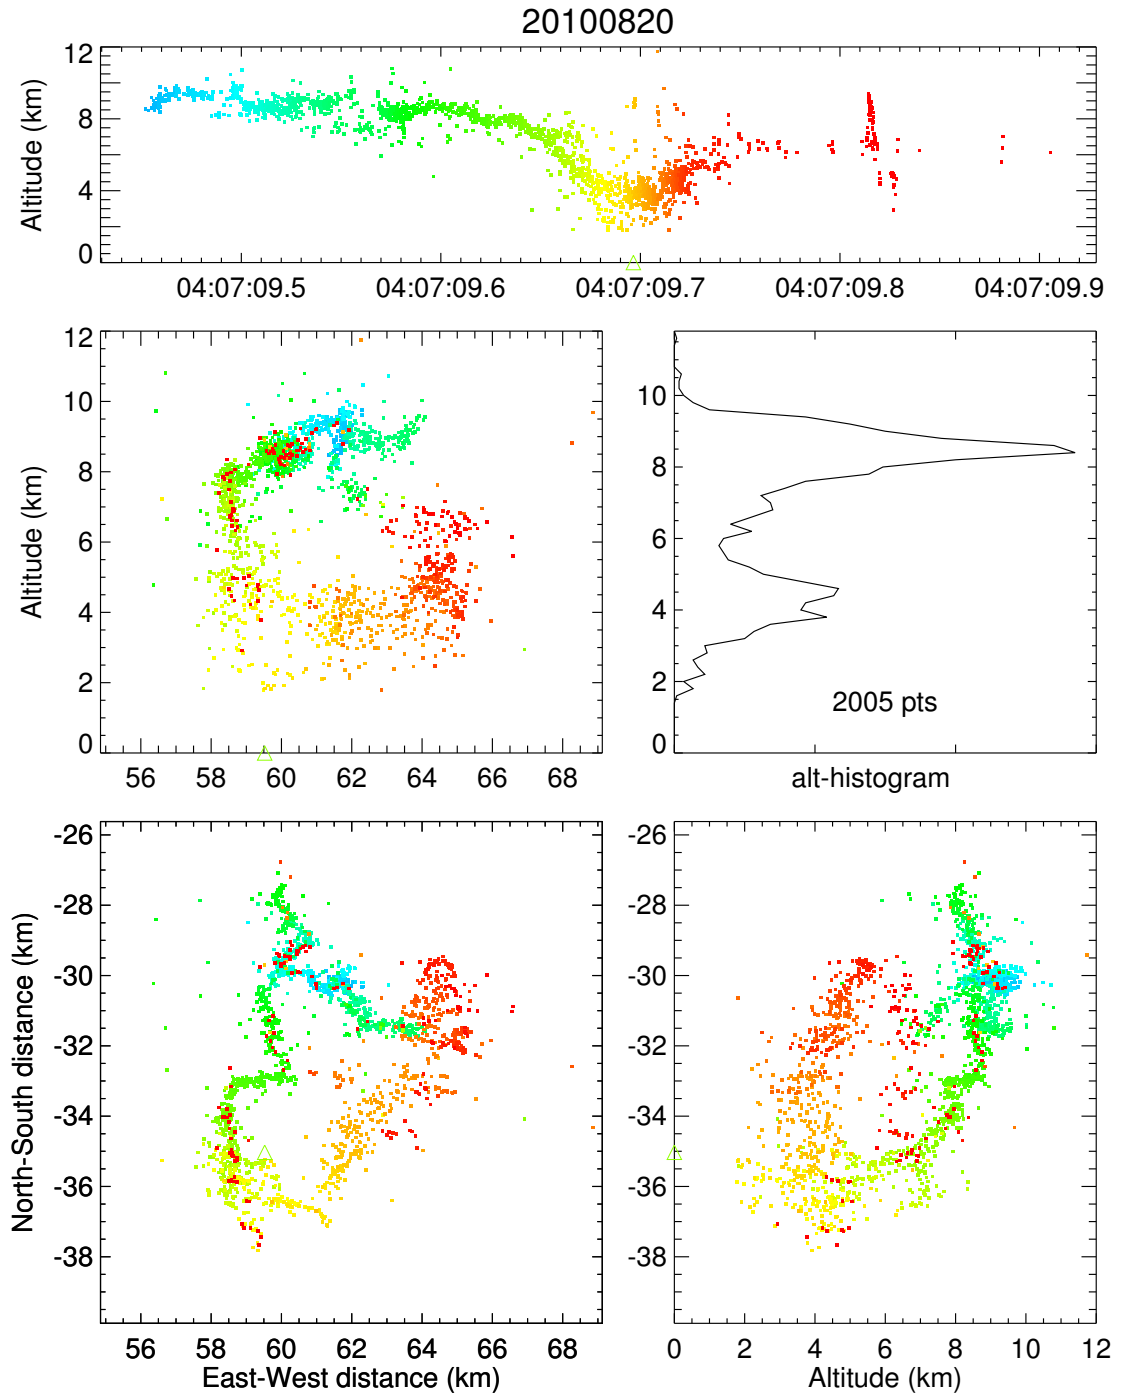 20100820
Altitude (km)
12
8
4
0
04:07:09.5 04:07:09.6 04:07:09.7 04:07:09.8 04:07:09.9
Altitude (km)
12
10
8
6
4
2
0
56 58 60 62 64 66 68
10
8
6
4
2
0
2005 pts
alt-histogram
North-South distance (km)
-26
-28
-30
-32
-34
-36
-38
56 58 60 62 64 66 68
East-West distance (km)
-26
-28
-30
-32
-34
-36
-38
0 2 4 6 8 10 12
Altitude (km)